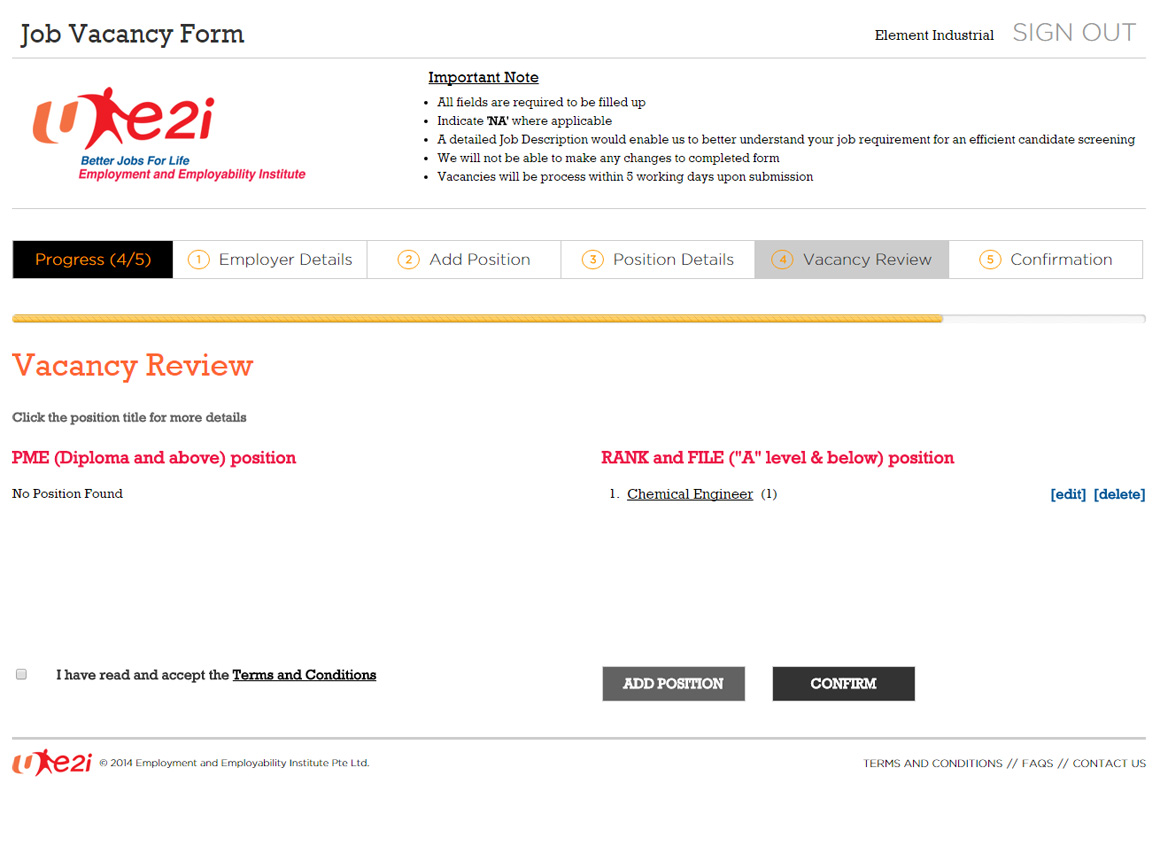 Job Vacancy Form
Element Industrial SIGN OUT
u e2i
Better Jobs For Life
Employment and Employability Institute
Important Note
• All fields are required to be filled up
• Indicate 'NA' where applicable
• A detailed Job Description would enable us to better understand your job requirement for an efficient candidate screening
• We will not be able to make any changes to completed form
• Vacancies will be process within 5 working days upon submission
Progress (4/5) 1 Employer Details 2 Add Position 3 Position Details 4 Vacancy Review 5 Confirmation
Vacancy Review
Click the position title for more details
PME (Diploma and above) position
No Position Found
RANK and FILE ("A" level & below) position
1. Chemical Engineer (1) [edit] [delete]
I have read and accept the Terms and Conditions
ADD POSITION CONFIRM
u e2i © 2014 Employment and Employability Institute Pte Ltd.
TERMS AND CONDITIONS // FAQS // CONTACT US